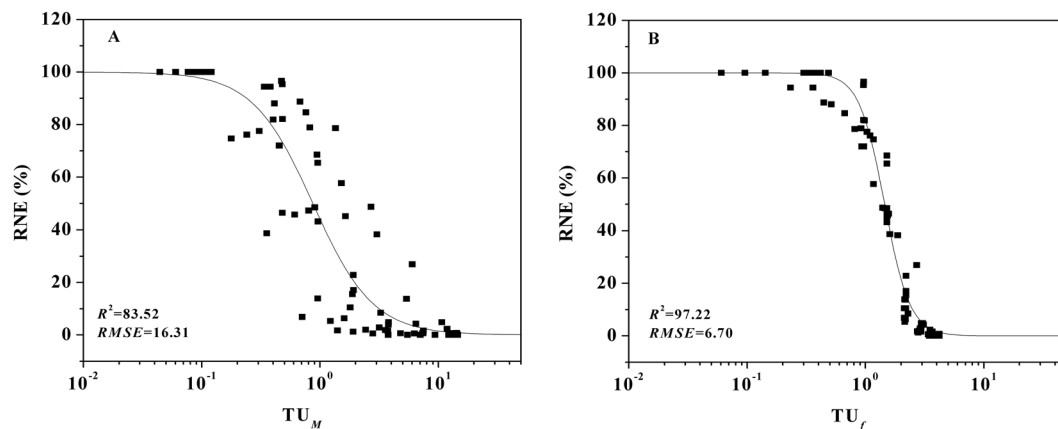 A
RNE (%)
120
100
80
60
40
20
0
R²=83.52
RMSE=16.31
10⁻² 10⁻¹ 10⁰ 10¹
TU_M
B
RNE (%)
120
100
80
60
40
20
0
R²=97.22
RMSE=6.70
10⁻² 10⁻¹ 10⁰ 10¹
TU_f